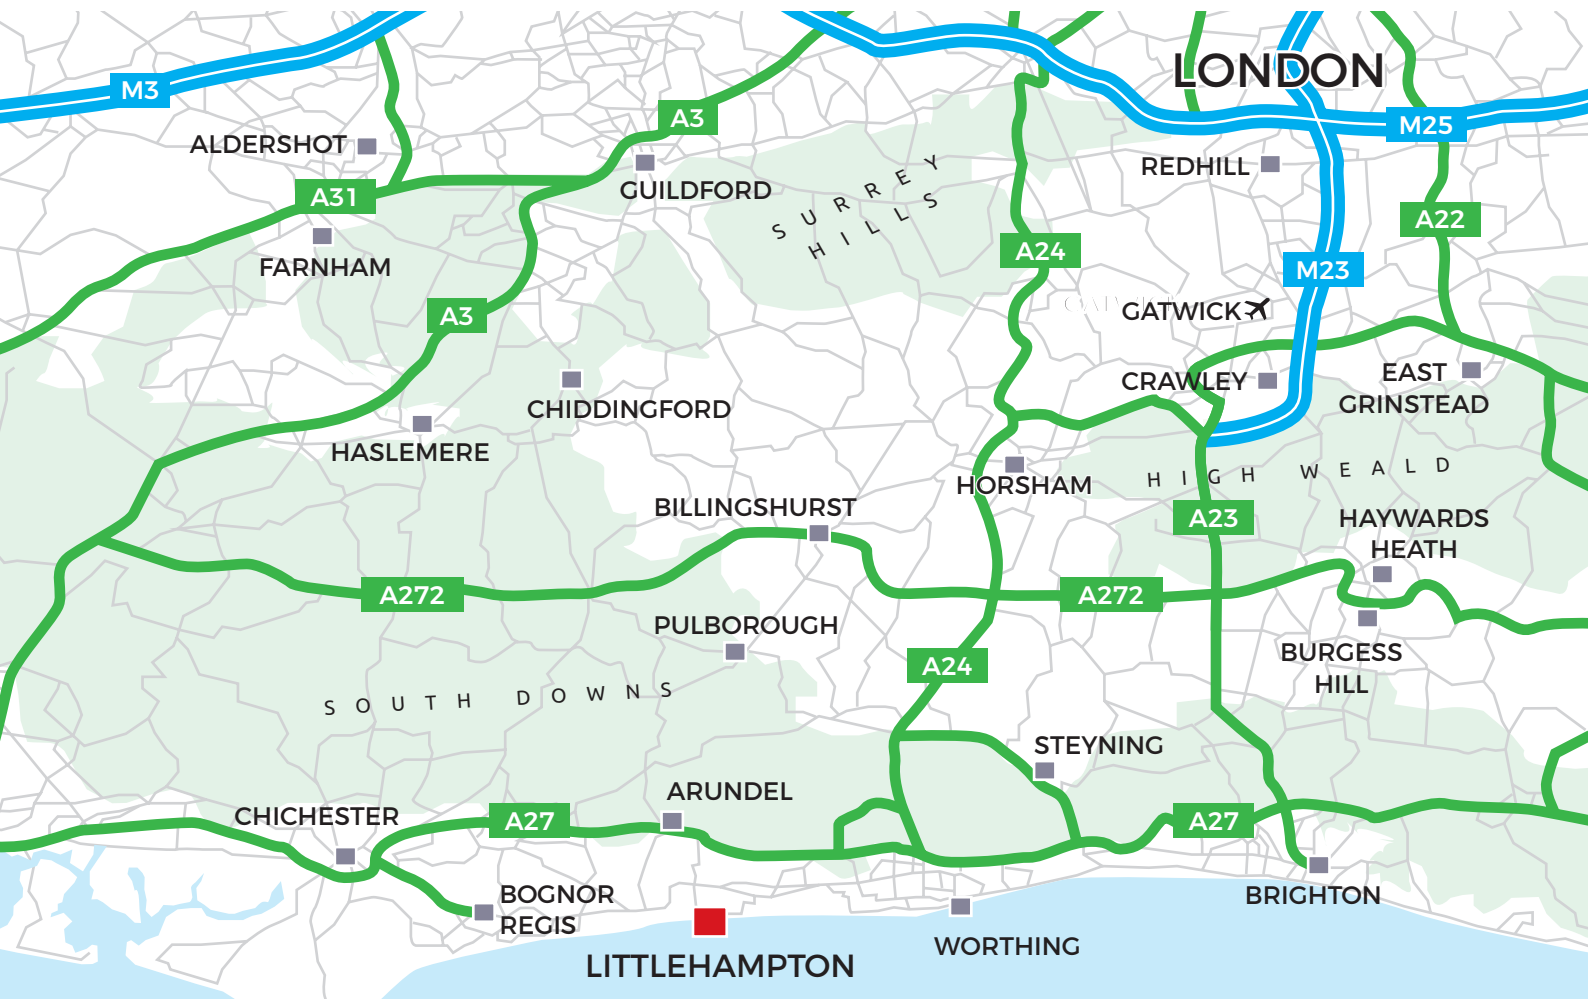 LONDON
M3
A3
M25
ALDERSHOT
REDHILL
GUILDFORD
A31
SURREY
HILLS
A22
FARNHAM
A24
M23
A3
GATWICK
CRAWLEY
EAST
GRINSTEAD
CHIDDINGFORD
HASLEMERE
HIGH WEALD
HORSHAM
BILLINGSHURST
A23
HAYWARDS
HEATH
A272
A272
PULBOROUGH
BURGESS
HILL
A24
SOUTH DOWNS
STEYNING
ARUNDEL
CHICHESTER
A27
A27
BOGNOR
REGIS
BRIGHTON
WORTHING
LITTLEHAMPTON